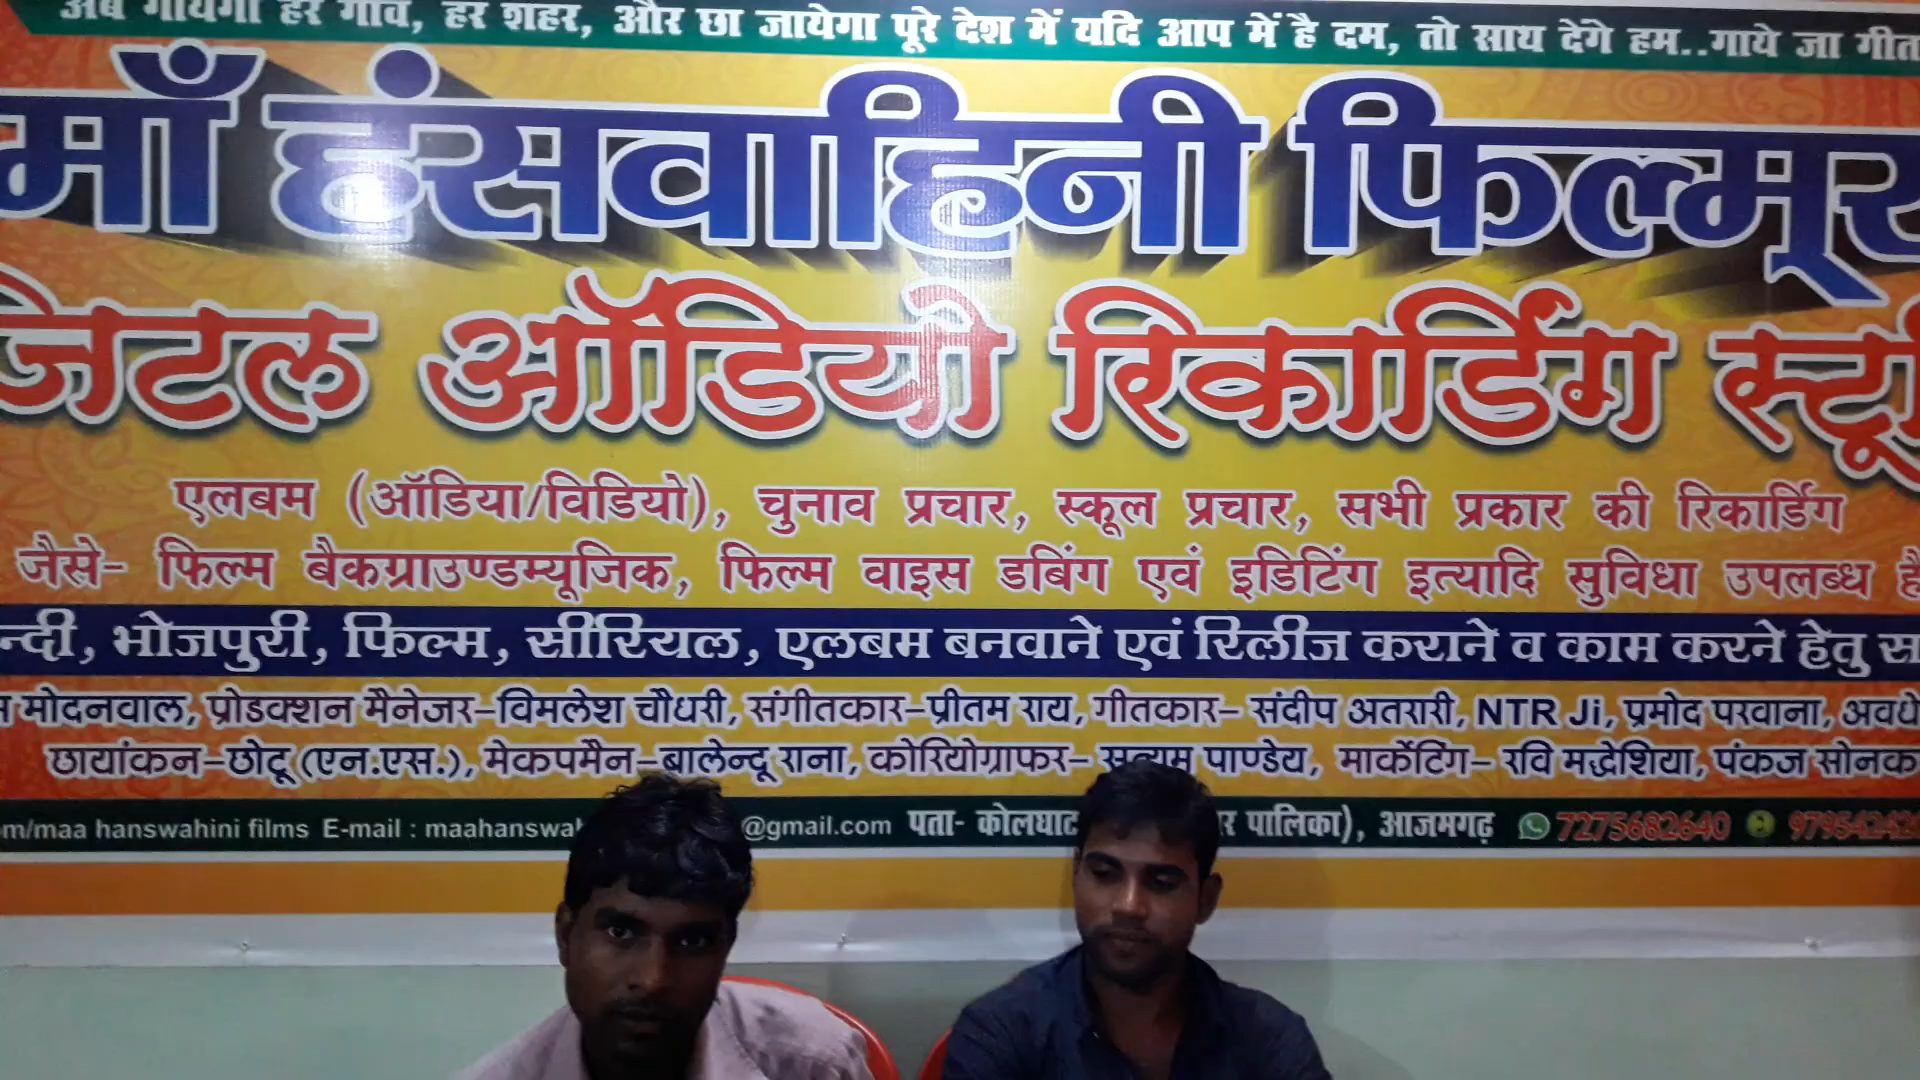 अब गायेगा हर गांव, हर शहर, और छा जायेगा पूरे देश में यदि आप में है दम, तो साथ देंगे हम..गाये जा गीत
माँ हंसवाहिनी फिल्म्स
जिटल ऑडियो रिकार्डिंग स्टू
एलबम (ऑडिया/विडियो), चुनाव प्रचार, स्कूल प्रचार, सभी प्रकार की रिकार्डिग
जैसे- फिल्म बैकग्राउण्डम्यूजिक, फिल्म वाइस डबिंग एवं इडिटिंग इत्यादि सुविधा उपलब्ध है
न्दी, भोजपुरी, फिल्म, सीरियल, एलबम बनवाने एवं रिलीज कराने व काम करने हेतु स
मोदनवाल, प्रोडक्शन मैनेजर-विमलेश चौधरी, संगीतकार-प्रीतम राय, गीतकार- संदीप अतरारी, NTR Ji, प्रमोद परवाना, अवधे
छायांकन-छोटू (एन.एस.), मेकपमैन-बालेन्दू राना, कोरियोग्राफर- सत्यम पाण्डेय, मार्केटिंग- रवि मद्धेशिया, पंकज सोनक
m/maa hanswahini films E-mail : maahanswah @gmail.com पता- कोलघाट र पालिका), आजमगढ़ 7275682640